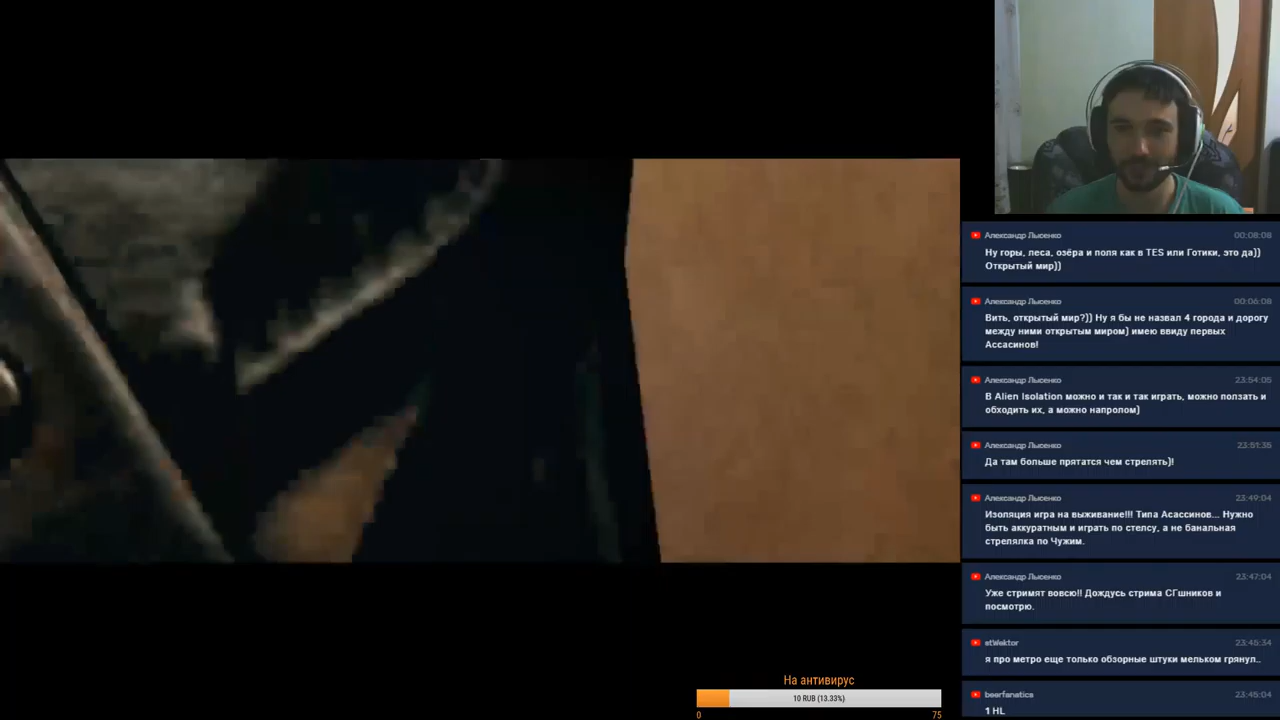 Александр Лысенко 00:08:08
Ну горы, леса, озёра и поля как в TES или Готики, это да))
Открытый мир))
Александр Лысенко 00:06:08
Вить, открытый мир?)) Ну я бы не назвал 4 города и дорогу
между ними открытым миром) имею ввиду первых
Ассасинов!
Александр Лысенко 23:54:05
В Alien Isolation можно и так и так играть, можно ползать и
обходить их, а можно напролом)
Александр Лысенко 23:51:35
Да там больше прятатся чем стрелять)!
Александр Лысенко 23:49:04
Изоляция игра на выживание!!! Типа Асассинов... Нужно
быть аккуратным и играть по стелсу, а не банальная
стрелялка по Чужим.
Александр Лысенко 23:47:04
Уже стримят вовсю!! Дождусь стрима СГшников и
посмотрю.
stWektor 23:45:34
я про метро еще только обзорные штуки мельком грянул..
beerfanatics 23:45:04
1 HL
На антивирус
10 RUB (13.33%)
0 75